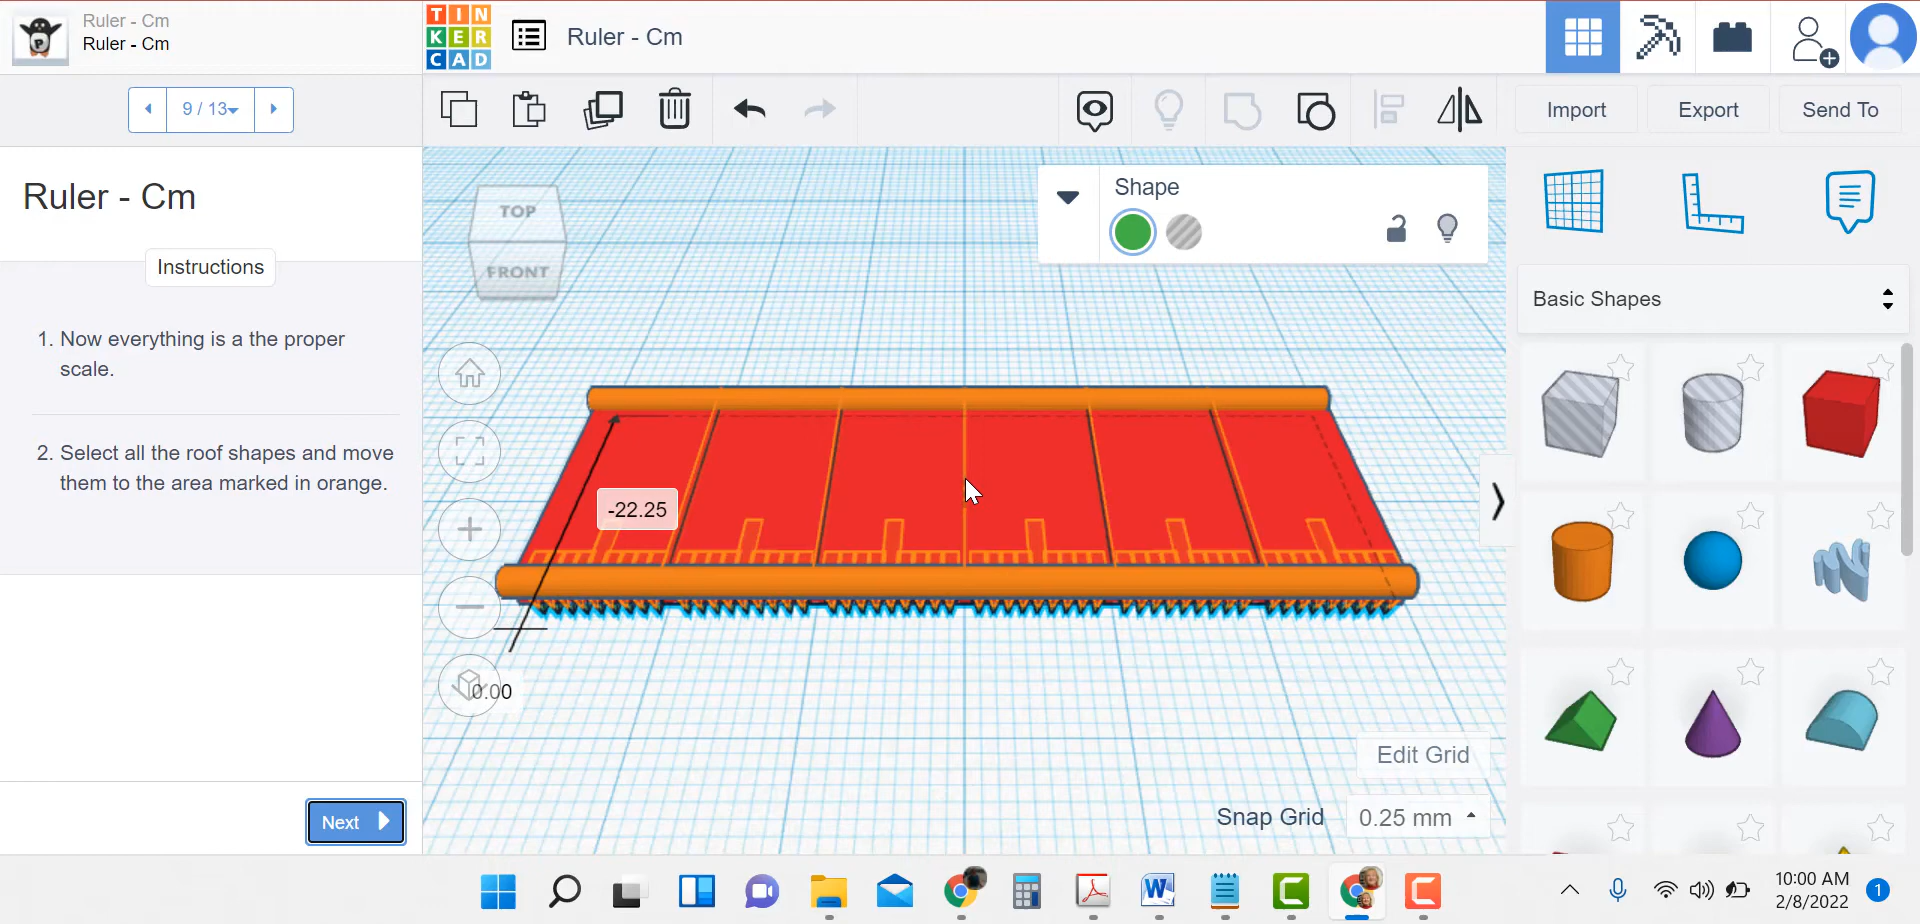 Ruler - Cm
Ruler - Cm
TIN
KER
CAD
Ruler - Cm
9 / 13
Import
Export
Send To
Ruler - Cm
Instructions
1. Now everything is a the proper
scale.
2. Select all the roof shapes and move
them to the area marked in orange.
Next
TOP
FRONT
Shape
-22.25
0.00
Edit Grid
Snap Grid
0.25 mm
Basic Shapes
W
C
C
10:00 AM
2/8/2022
1